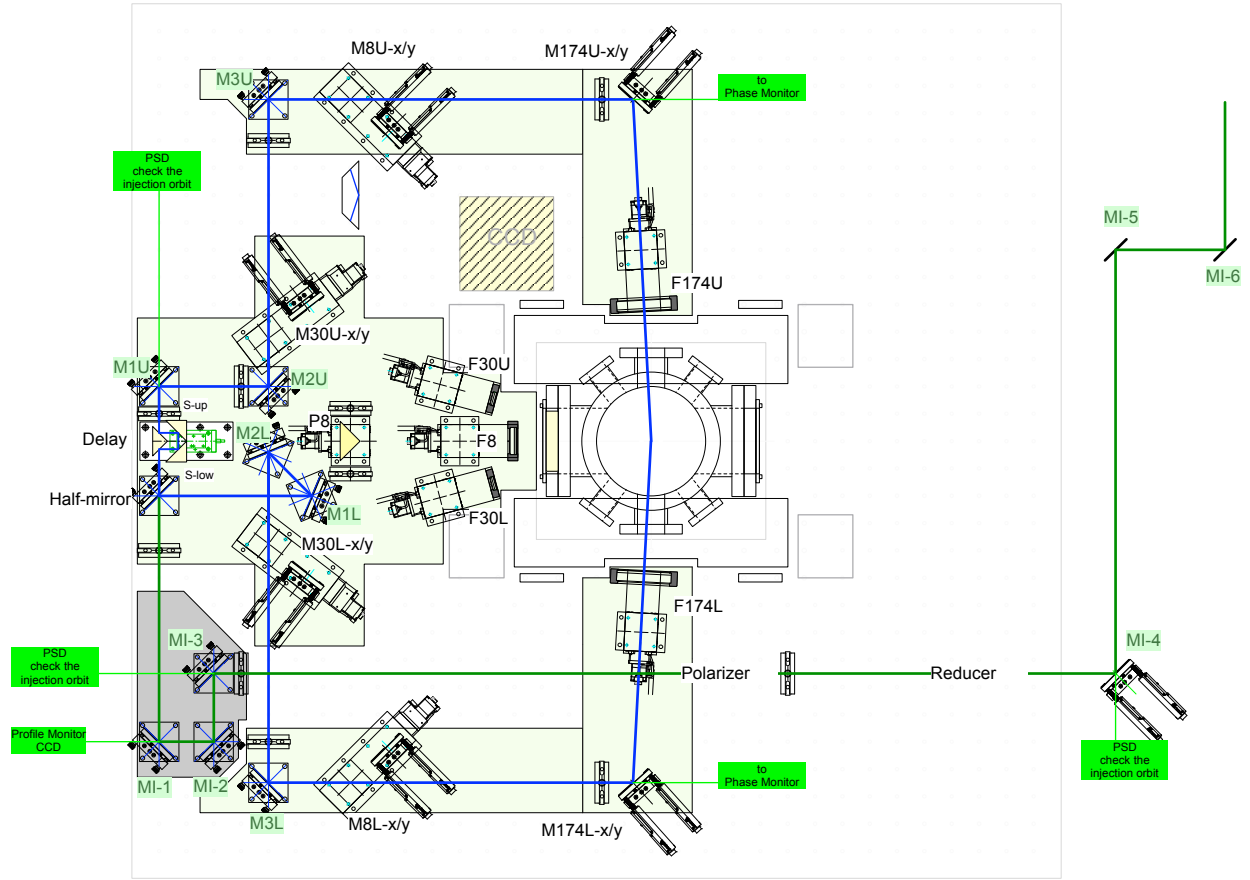 M8U-x/y
M174U-x/y
M3U
to
Phase Monitor
PSD
check the
injection orbit
CCD
MI-5
MI-6
F174U
M30U-x/y
F30U
M1U
M2U
S-up
P8
Delay
M2L
F8
S-low
Half-mirror
M1L
F30L
M30L-x/y
F174L
MI-3
MI-4
PSD
check the
injection orbit
Polarizer
Reducer
Profile Monitor
CCD
PSD
check the
injection orbit
to
Phase Monitor
MI-1
MI-2
M3L
M8L-x/y
M174L-x/y